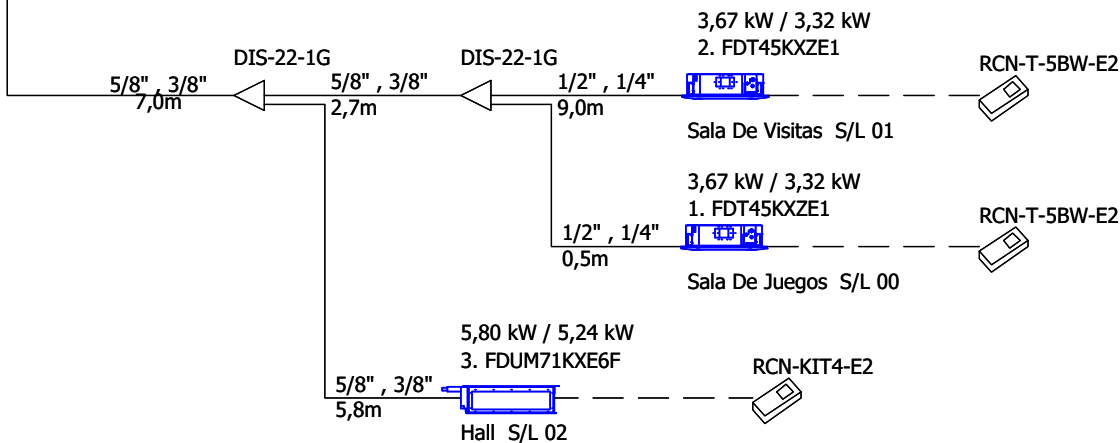 3,67 kW / 3,32 kW
2. FDT45KXZE1
DIS-22-1G
DIS-22-1G
RCN-T-5BW-E2
5/8" , 3/8"
7,0m
5/8" , 3/8"
2,7m
1/2" , 1/4"
9,0m
Sala De Visitas S/L 01
3,67 kW / 3,32 kW
1. FDT45KXZE1
RCN-T-5BW-E2
1/2" , 1/4"
0,5m
Sala De Juegos S/L 00
5,80 kW / 5,24 kW
3. FDUM71KXE6F
RCN-KIT4-E2
5/8" , 3/8"
5,8m
Hall S/L 02